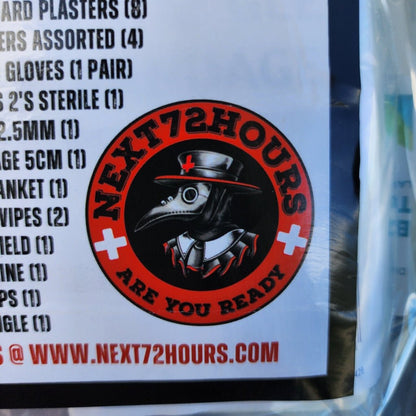 ARD PLASTERS (8)
ERS ASSORTED (4)
GLOVES (1 PAIR)
S 2'S STERILE (1)
2.5MM (1)
AGE 5CM (1)
ANKET (1)
WIPES (2)
IELD (1)
INE (1)
PS (1)
NGLE (1)
S @ WWW.NEXT72HOURS.COM
NEXT72HOURS
ARE YOU READY